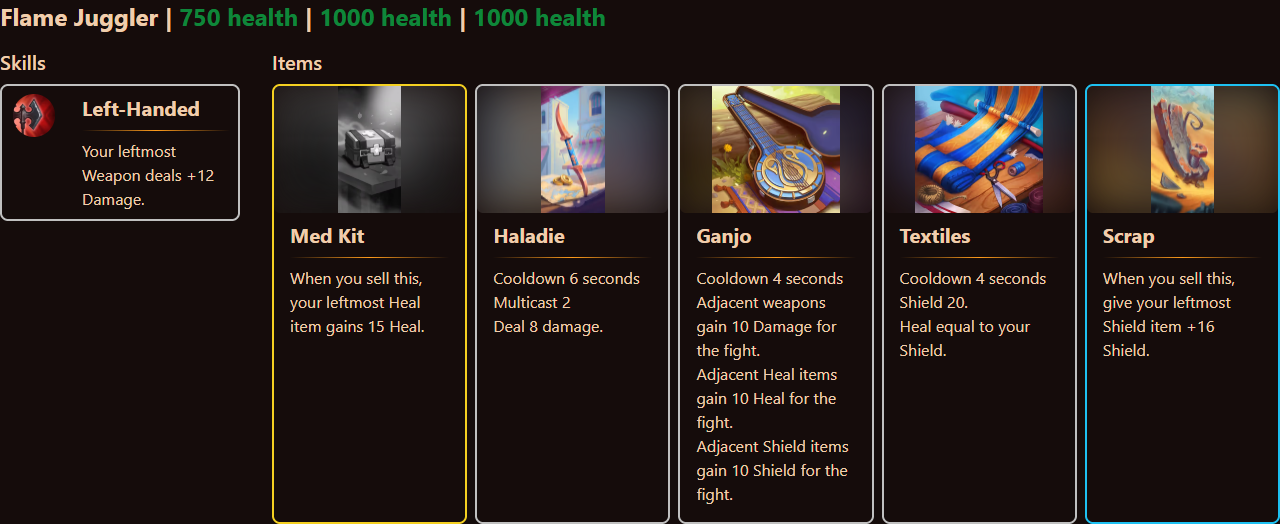 Flame Juggler | 750 health | 1000 health | 1000 health
Skills
Left-Handed
Your leftmost
Weapon deals +12
Damage.
Items
Med Kit
When you sell this,
your leftmost Heal
item gains 15 Heal.
Haladie
Cooldown 6 seconds
Multicast 2
Deal 8 damage.
Ganjo
Cooldown 4 seconds
Adjacent weapons
gain 10 Damage for
the fight.
Adjacent Heal items
gain 10 Heal for the
fight.
Adjacent Shield items
gain 10 Shield for the
fight.
Textiles
Cooldown 4 seconds
Shield 20.
Heal equal to your
Shield.
Scrap
When you sell this,
give your leftmost
Shield item +16
Shield.